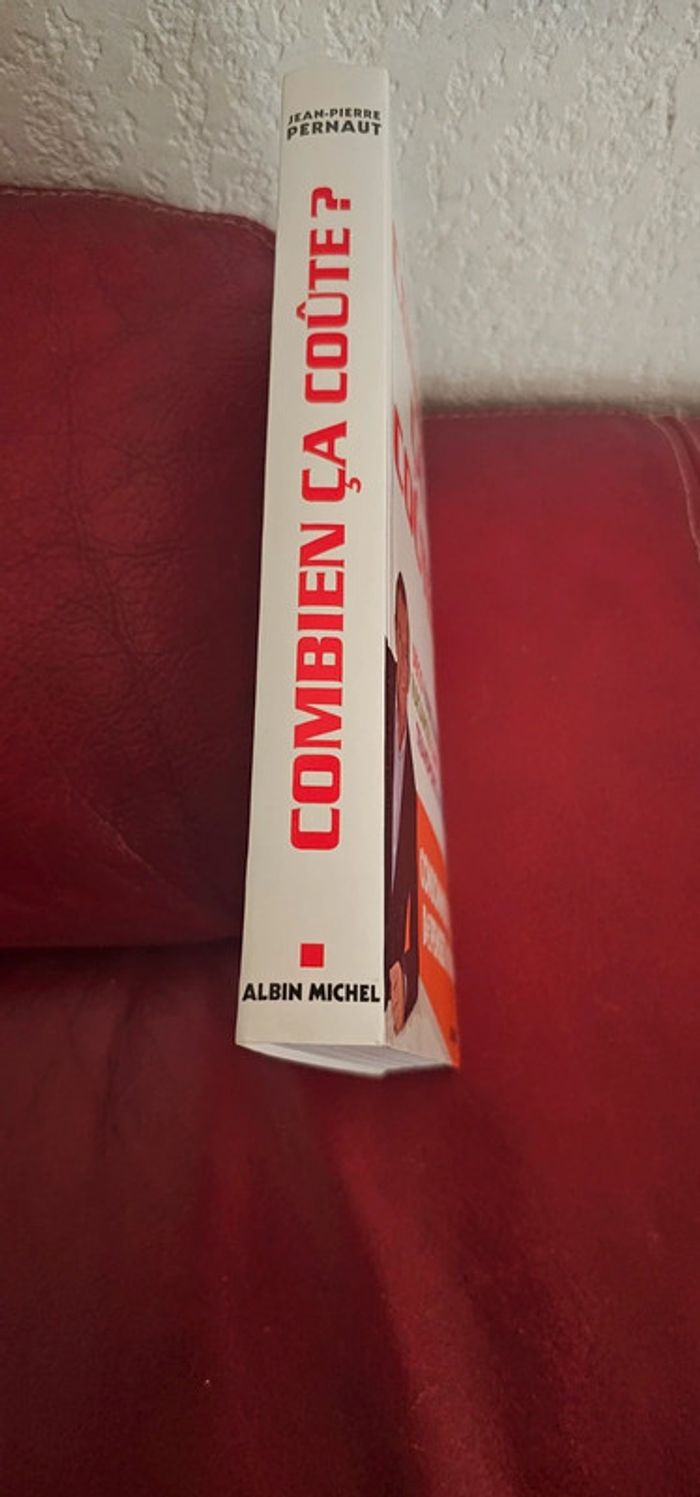 JEAN-PIERRE
PERNAUT
COMBIEN ÇA COÛTE ?
ALBIN MICHEL